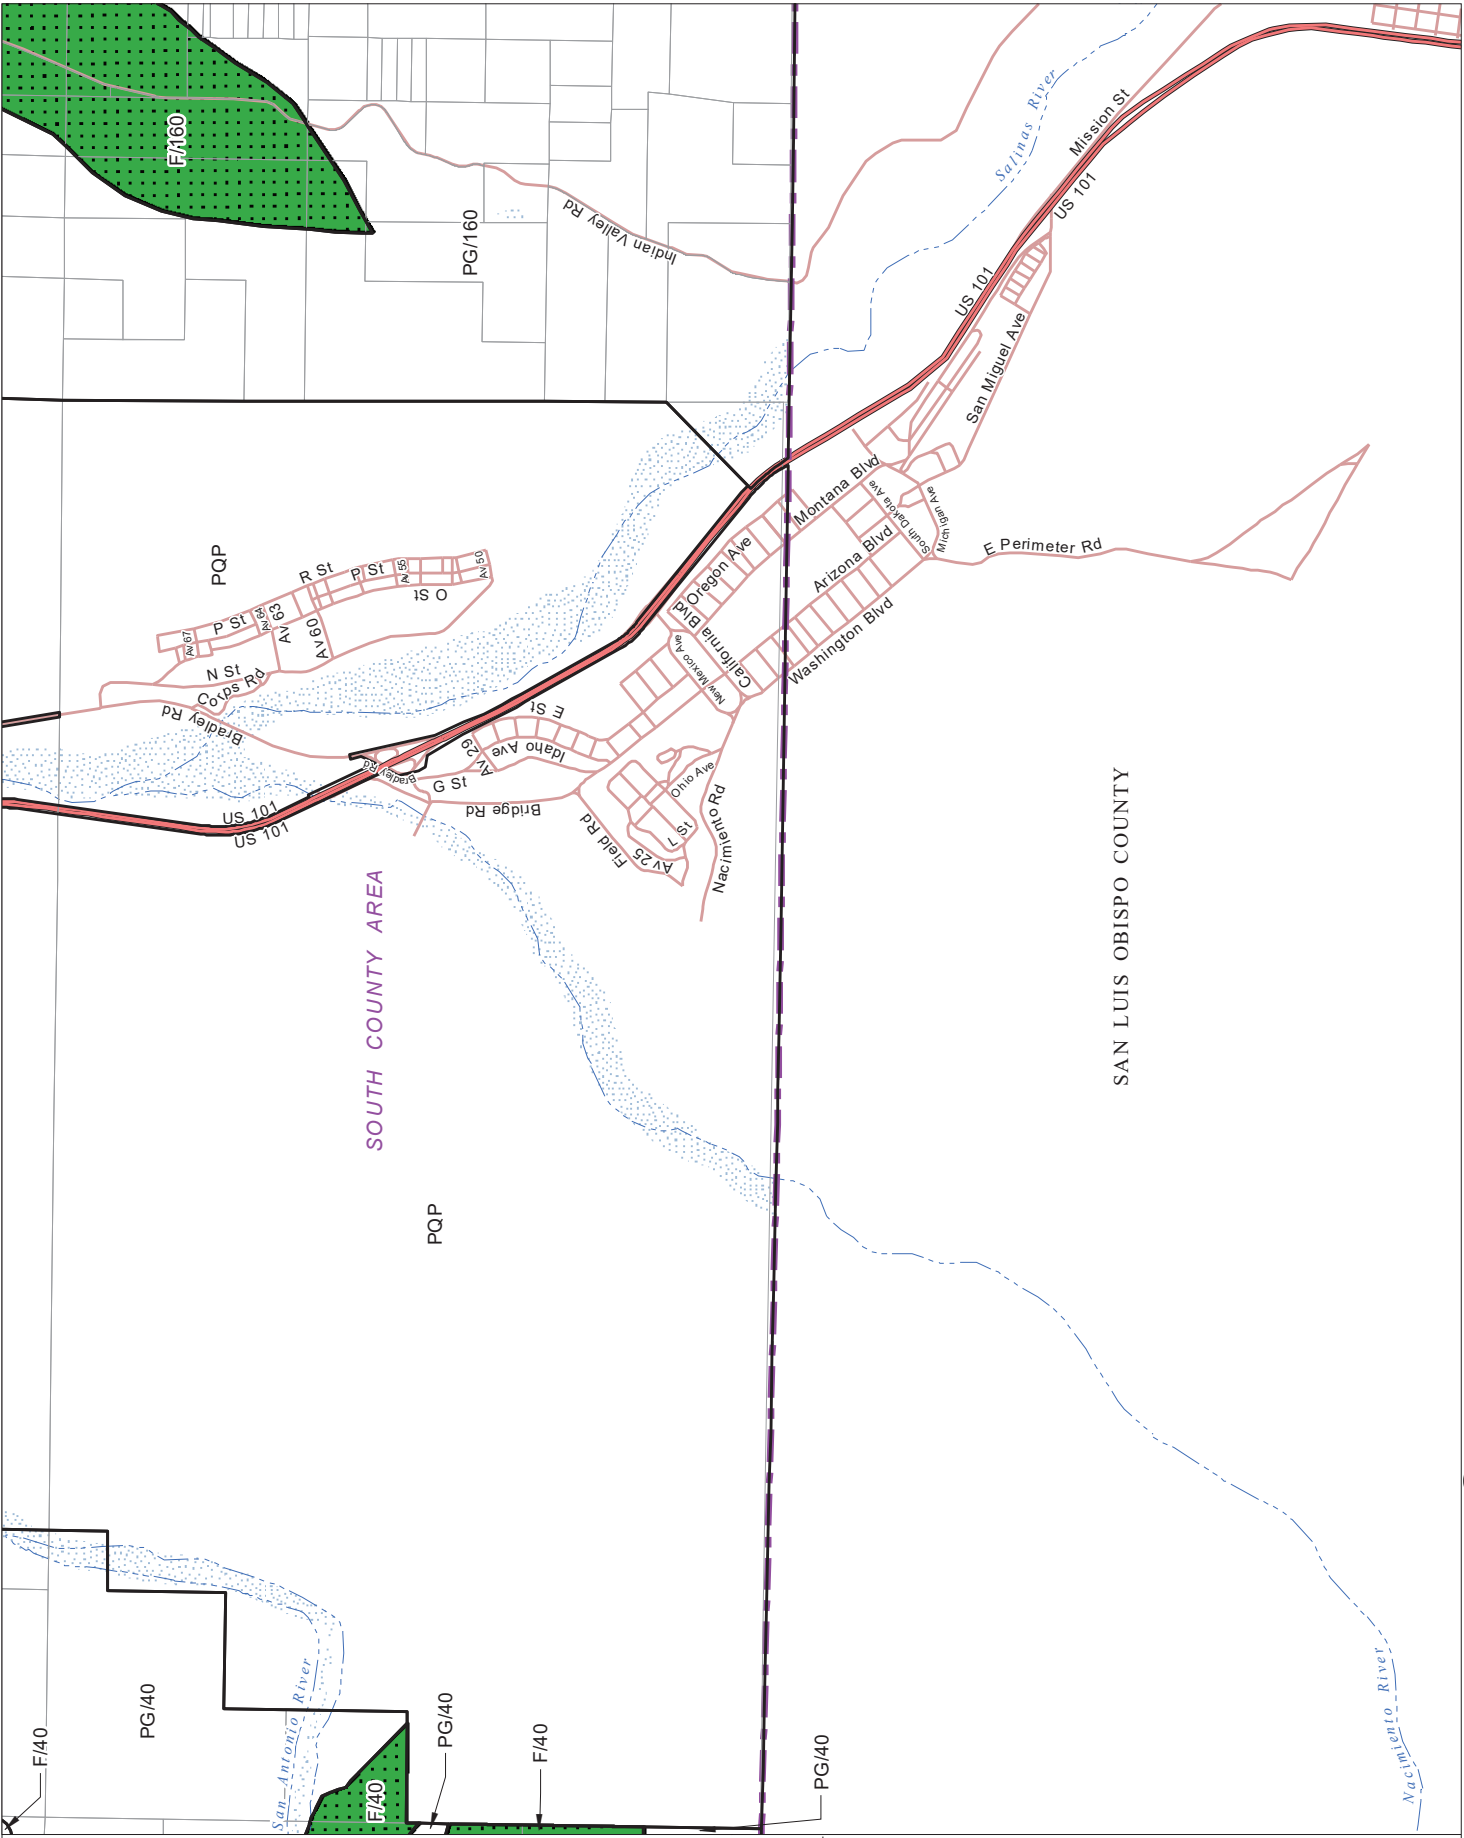 F/160
PG/160
Indian Valley Rd
Salinas River
Mission St
US 101
US 101
San Miguel Ave
PQP
R St
P St
Av 55
Av 50
O St
P St
Av 64
Av 63
Av 60
Av 67
N St
Corps Rd
Bradley Rd
Oregon Ave
Montana Blvd
South Dakota Ave
Michigan Ave
E Perimeter Rd
Arizona Blvd
Washington Blvd
California Blvd
New Mexico Ave
E St
Idaho Ave
Av 29
Bradley Rd
G St
Bridge Rd
US 101
US 101
Ohio Ave
L St
Av 25
Field Rd
Nacimiento Rd
SOUTH COUNTY AREA
SAN LUIS OBISPO COUNTY
PQP
San Antonio River
PG/40
F/40
F/40
PG/40
F/40
PG/40
Nacimiento River